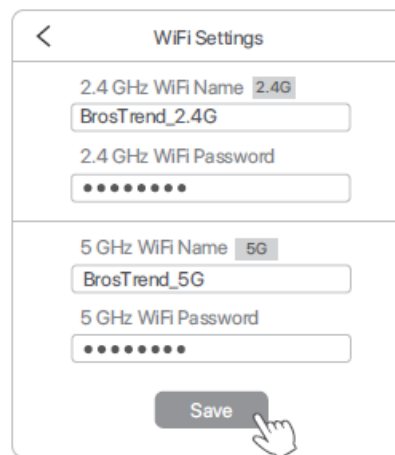 WiFi Settings
2.4 GHz WiFi Name 2.4G
BrosTrend_2.4G
2.4 GHz WiFi Password
••••••••
5 GHz WiFi Name 5G
BrosTrend_5G
5 GHz WiFi Password
••••••••
Save